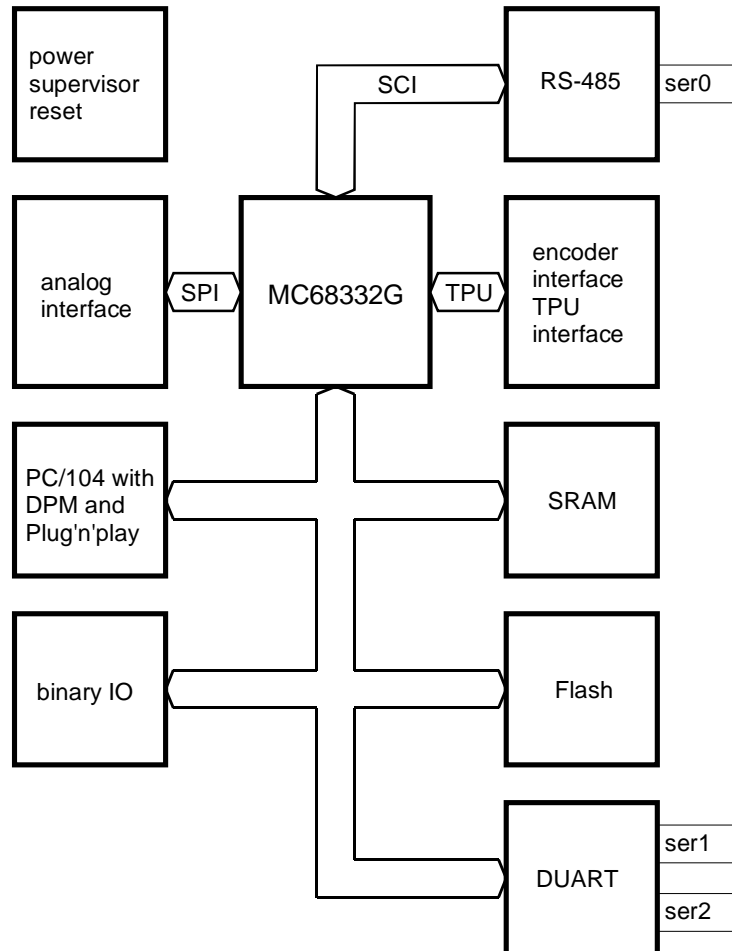 power
supervisor
reset
SCI
RS-485
ser0
analog
interface
SPI
MC68332G
TPU
encoder
interface
TPU
interface
PC/104 with
DPM and
Plug'n'play
SRAM
binary IO
Flash
DUART
ser1
ser2